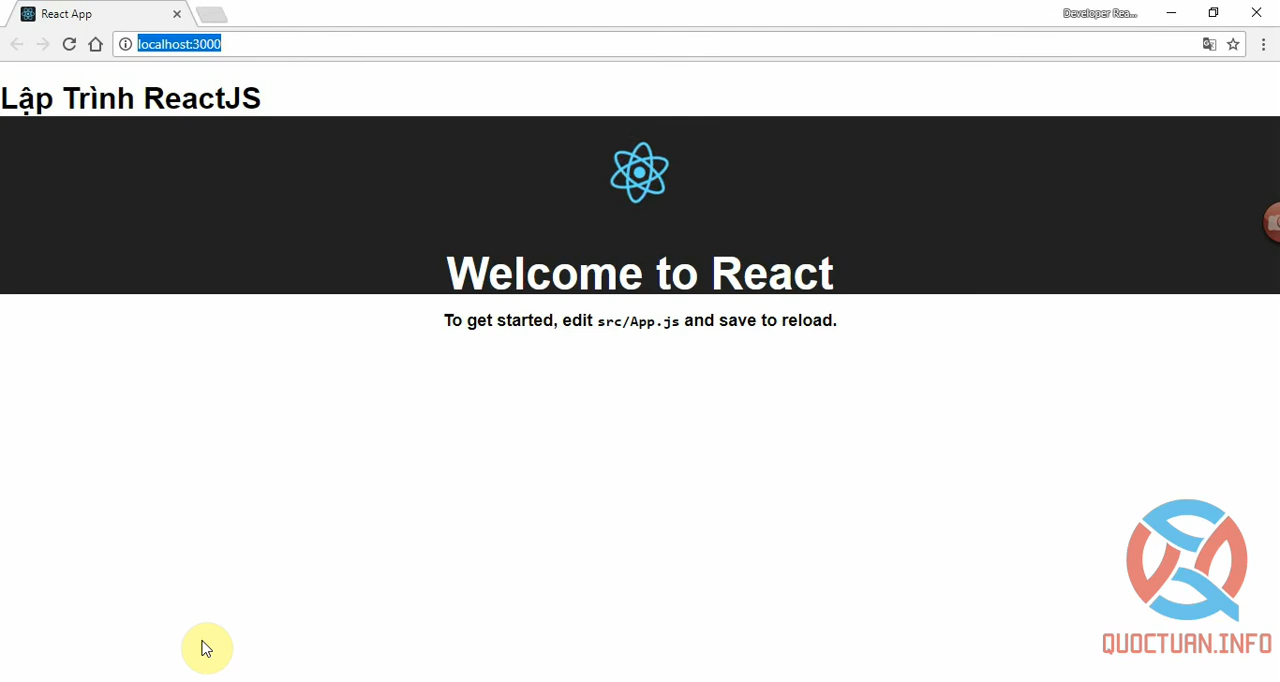 React App
Developer Rea...
localhost:3000
Lập Trình ReactJS
Welcome to React
To get started, edit src/App.js and save to reload.
QUOCTUAN.INFO